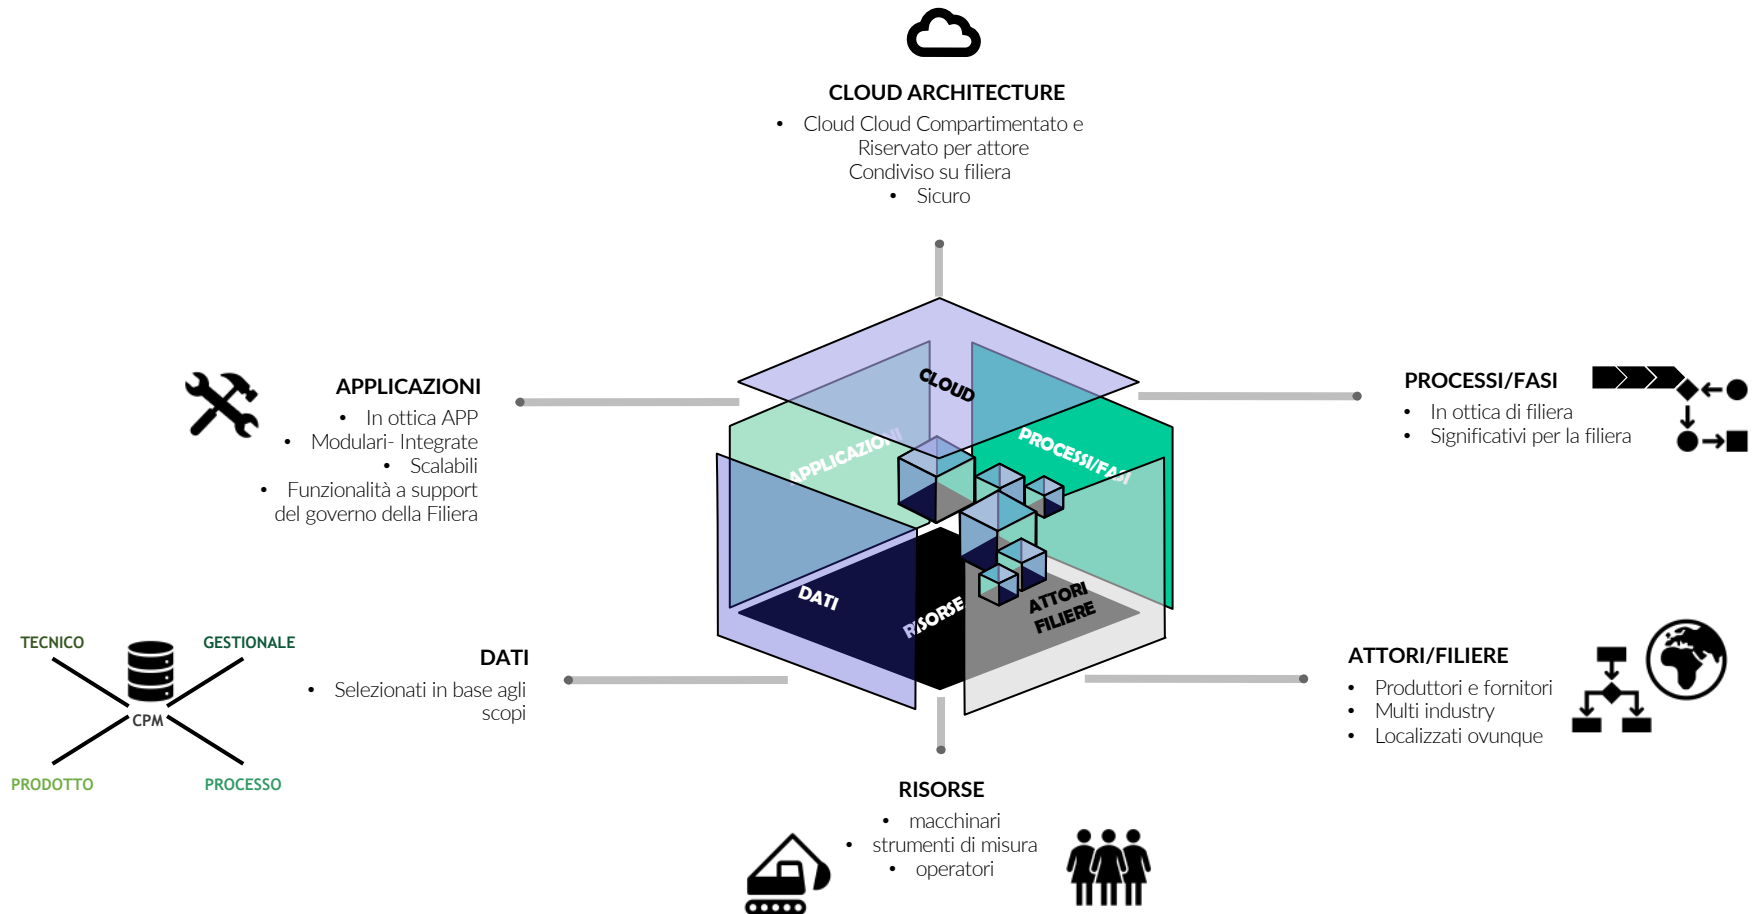 CLOUD ARCHITECTURE
• Cloud Cloud Compartimentato e
Riservato per attore
Condiviso su filiera
• Sicuro
APPLICAZIONI
• In ottica APP
• Modulari- Integrate
• Scalabili
• Funzionalità a support
del governo della Filiera
PROCESSI/FASI
• In ottica di filiera
• Significativi per la filiera
CLOUD
APPLICAZIONI
PROCESSI/FASI
DATI
RISORSE
ATTORI
FILIERE
TECNICO
GESTIONALE
CPM
PRODOTTO
PROCESSO
DATI
• Selezionati in base agli
scopi
ATTORI/FILIERE
• Produttori e fornitori
• Multi industry
• Localizzati ovunque
RISORSE
• macchinari
• strumenti di misura
• operatori